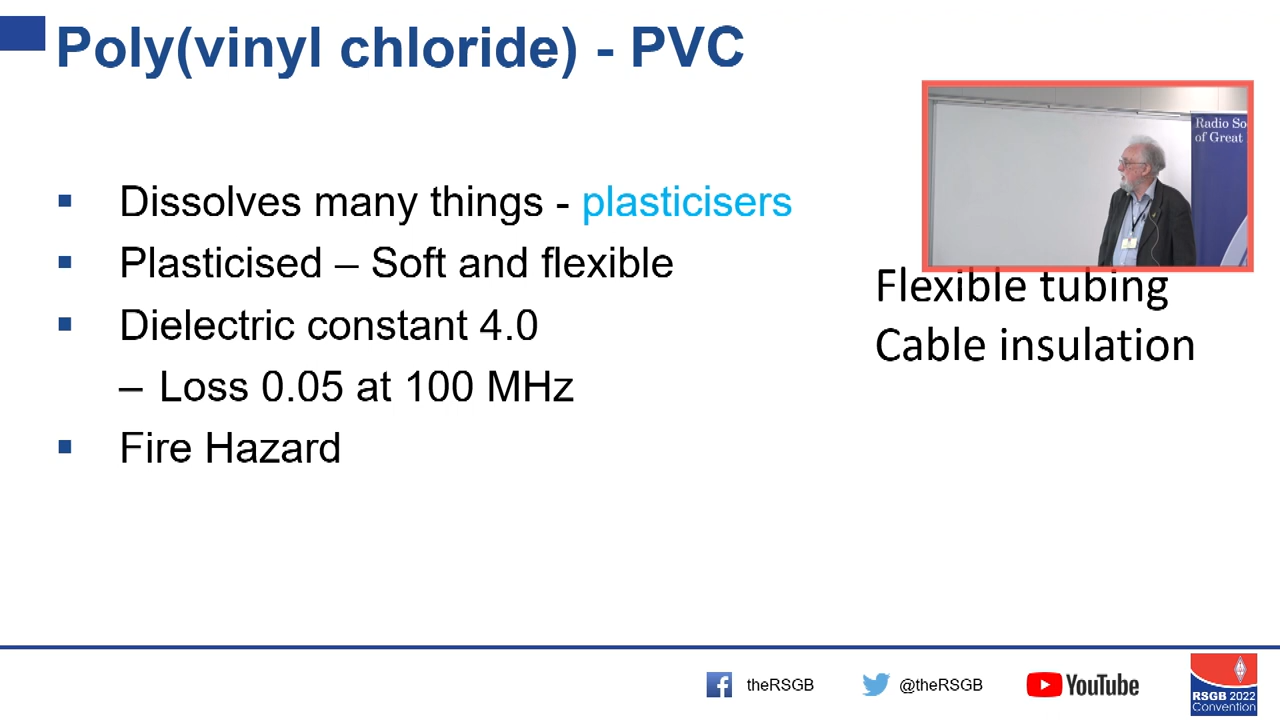 Poly(vinyl chloride) - PVC
Radio So
of Great
▪ Dissolves many things - plasticisers
▪ Plasticised – Soft and flexible
▪ Dielectric constant 4.0
– Loss 0.05 at 100 MHz
▪ Fire Hazard
Flexible tubing
Cable insulation
theRSGB
@theRSGB
YouTube
RSGB 2022
Convention